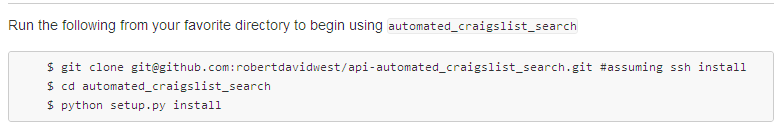 Run the following from your favorite directory to begin using automated_craigslist_search
$ git clone git@github.com:robertdavidwest/api-automated_craigslist_search.git #assuming ssh install
$ cd automated_craigslist_search
$ python setup.py install